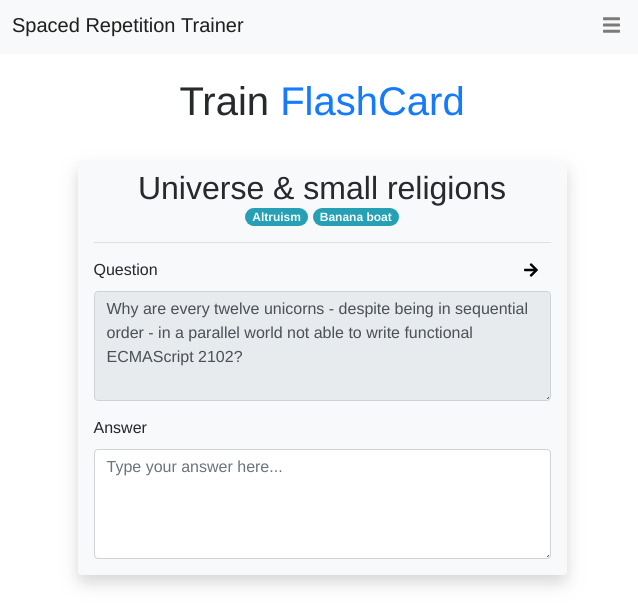 Spaced Repetition Trainer
Train FlashCard
Universe & small religions
Altruism Banana boat
Question
Why are every twelve unicorns - despite being in sequential
order - in a parallel world not able to write functional
ECMAScript 2102?
Answer
Type your answer here...